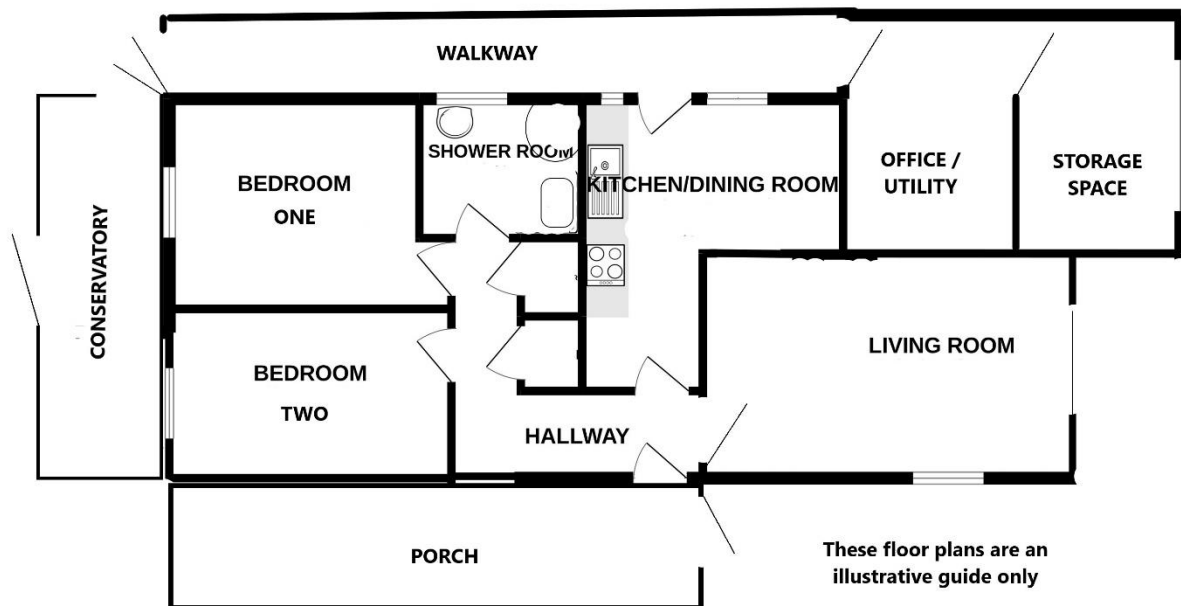 WALKWAY
BEDROOM
ONE
SHOWER ROOM
KITCHEN/DINING ROOM
OFFICE /
UTILITY
STORAGE
SPACE
CONSERVATORY
BEDROOM
TWO
LIVING ROOM
HALLWAY
PORCH
These floor plans are an
illustrative guide only